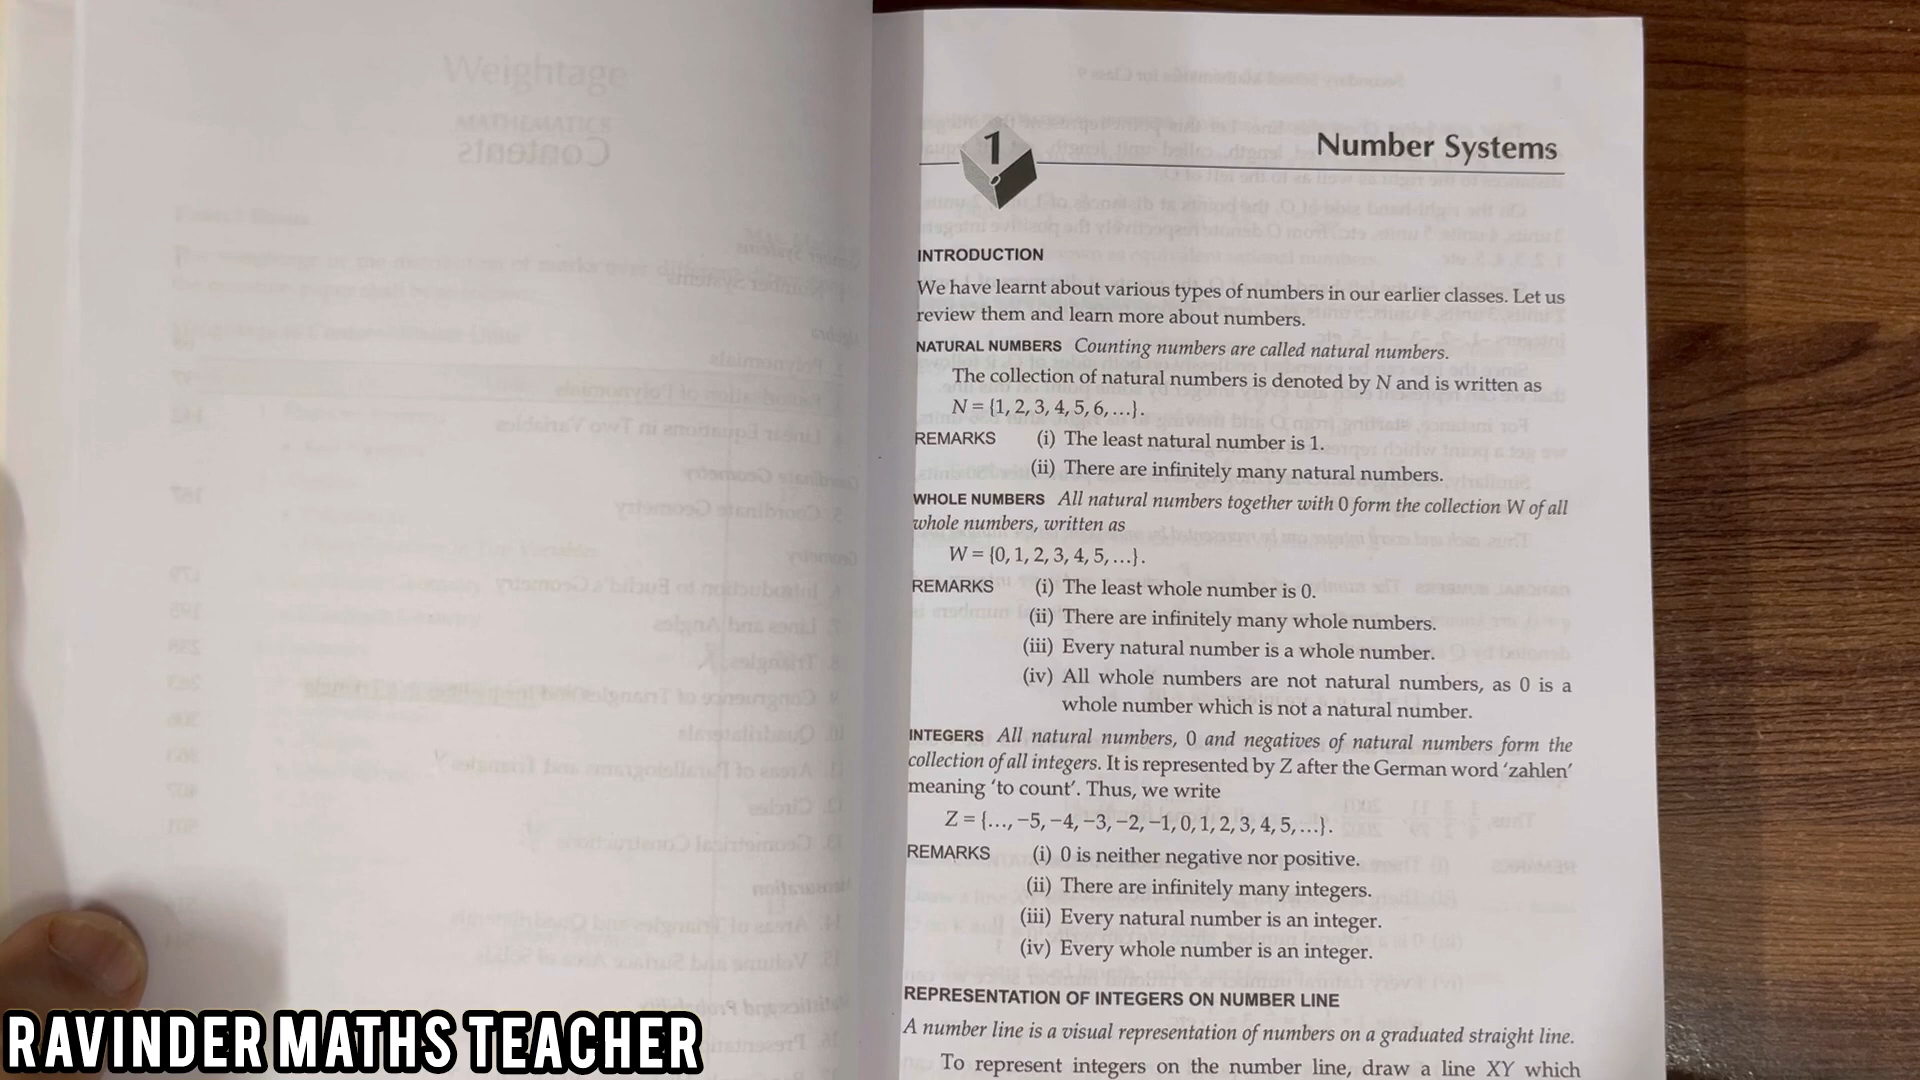 Weightage
MATHEMATICS
Contents
1
Number Systems
INTRODUCTION
We have learnt about various types of numbers in our earlier classes. Let us
review them and learn more about numbers.
NATURAL NUMBERS Counting numbers are called natural numbers.
The collection of natural numbers is denoted by N and is written as
N = {1, 2, 3, 4, 5, 6, ...}.
REMARKS (i) The least natural number is 1.
(ii) There are infinitely many natural numbers.
WHOLE NUMBERS All natural numbers together with 0 form the collection W of all
whole numbers, written as
W = {0, 1, 2, 3, 4, 5, ...}.
REMARKS (i) The least whole number is 0.
(ii) There are infinitely many whole numbers.
(iii) Every natural number is a whole number.
(iv) All whole numbers are not natural numbers, as 0 is a
whole number which is not a natural number.
INTEGERS All natural numbers, 0 and negatives of natural numbers form the
collection of all integers. It is represented by Z after the German word ‘zahlen’
meaning ‘to count’. Thus, we write
Z = {..., −5, −4, −3, −2, −1, 0, 1, 2, 3, 4, 5, ...}.
REMARKS (i) 0 is neither negative nor positive.
(ii) There are infinitely many integers.
(iii) Every natural number is an integer.
(iv) Every whole number is an integer.
REPRESENTATION OF INTEGERS ON NUMBER LINE
A number line is a visual representation of numbers on a graduated straight line.
To represent integers on the number line, draw a line XY which
RAVINDER MATHS TEACHER